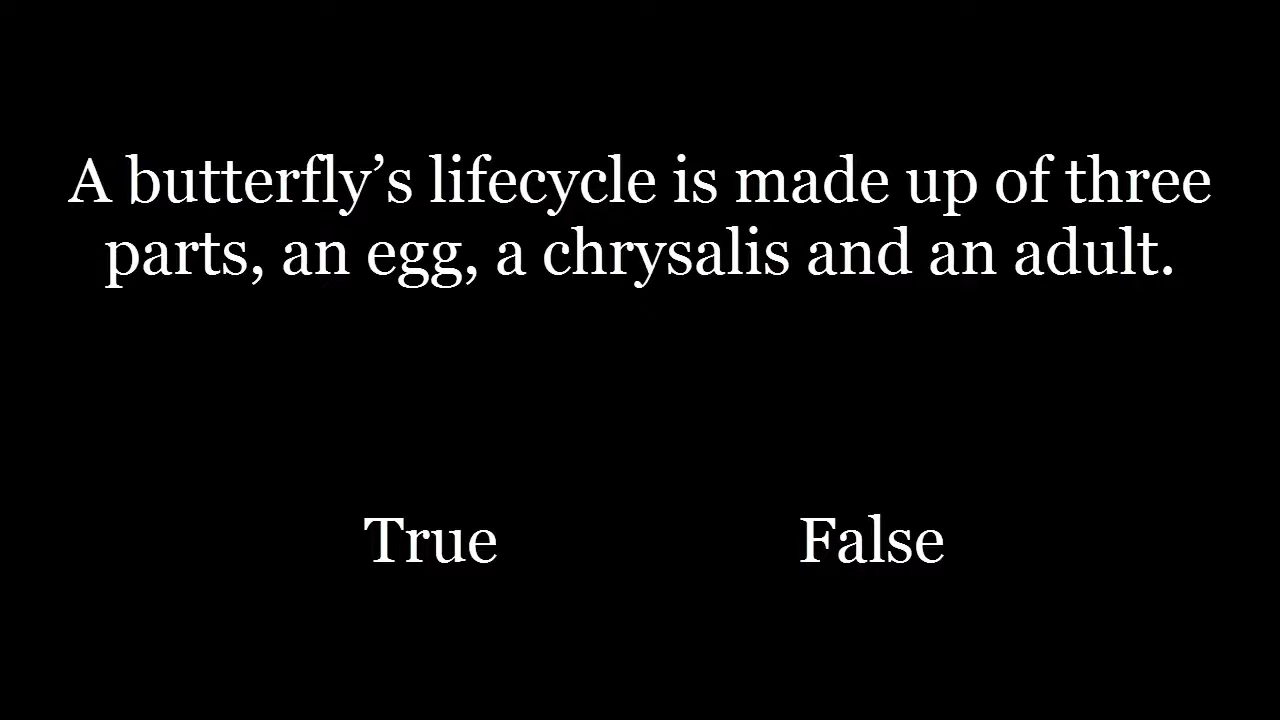 A butterfly’s lifecycle is made up of three
parts, an egg, a chrysalis and an adult.
True False